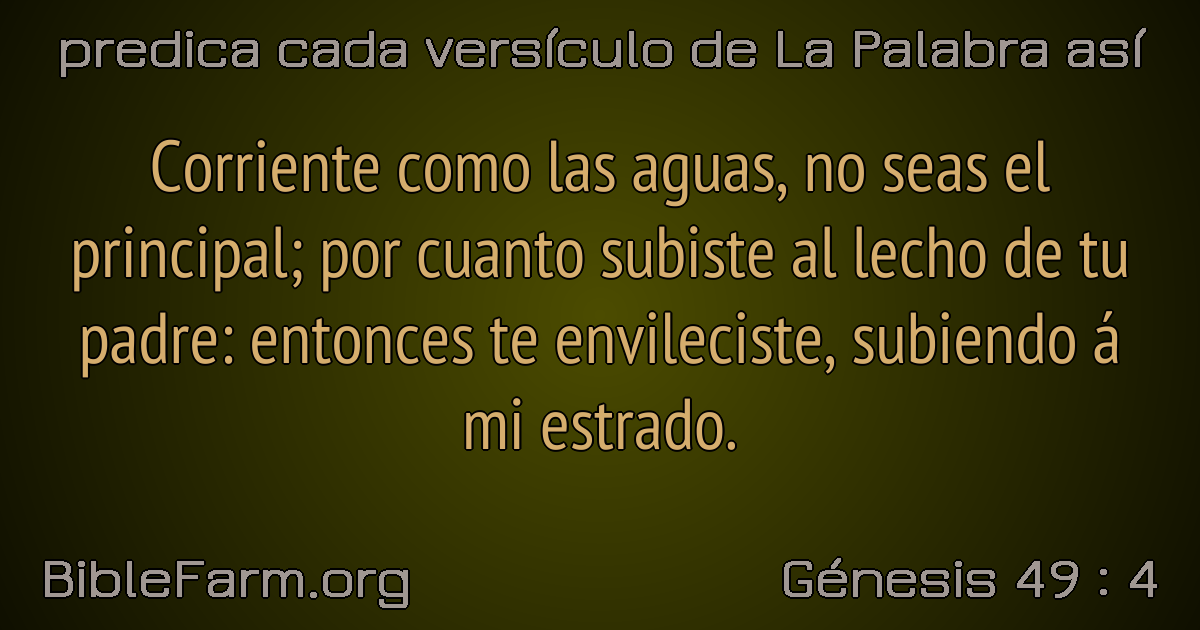 predica cada versículo de La Palabra así
Corriente como las aguas, no seas el
principal; por cuanto subiste al lecho de tu
padre: entonces te envileciste, subiendo á
mi estrado.
BibleFarm.org
Génesis 49 : 4